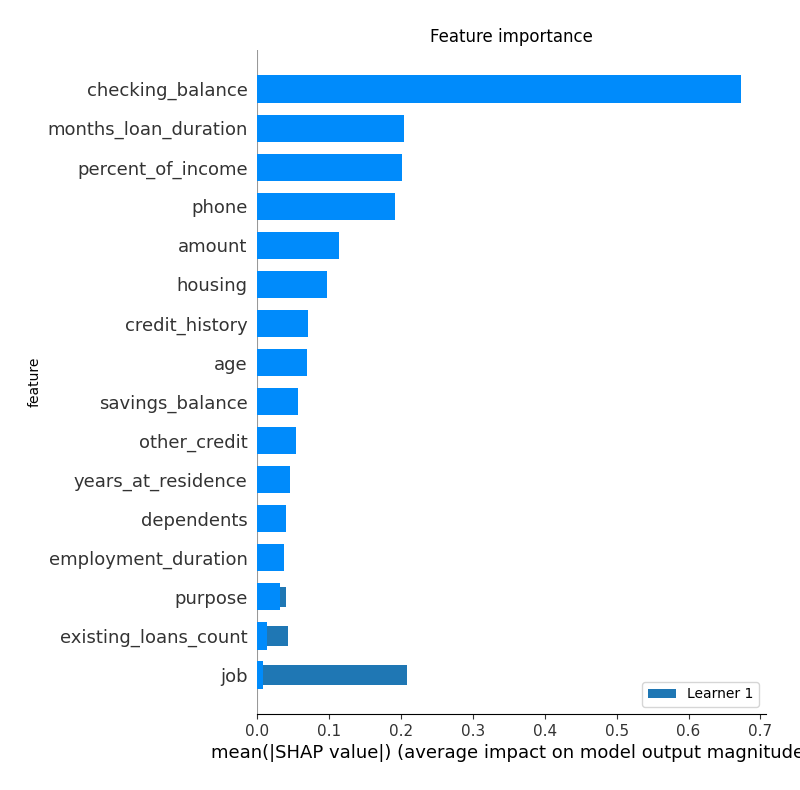 Feature importance
checking_balance
months_loan_duration
percent_of_income
phone
amount
housing
credit_history
age
savings_balance
other_credit
years_at_residence
dependents
employment_duration
purpose
existing_loans_count
job
feature
Learner 1
0.0 0.1 0.2 0.3 0.4 0.5 0.6 0.7
mean(|SHAP value|) (average impact on model output magnitude